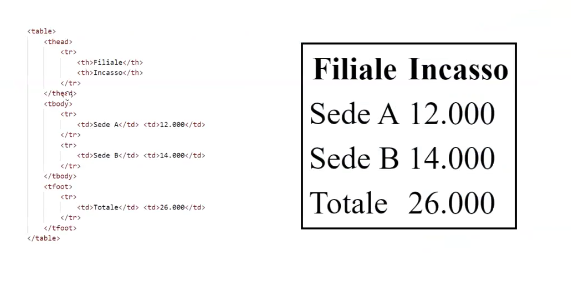 <table>
<thead>
<tr>
<th>Filiale</th>
<th>Incasso</th>
</tr>
</thead>
<tbody>
<tr>
<td>Sede A</td> <td>12.000</td>
</tr>
<tr>
<td>Sede B</td> <td>14.000</td>
</tr>
</tbody>
<tfoot>
<tr>
<td>Totale</td> <td>26.000</td>
</tr>
</tfoot>
</table>
Filiale Incasso
Sede A 12.000
Sede B 14.000
Totale 26.000